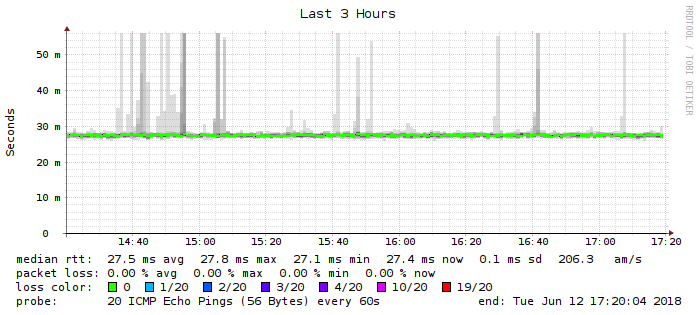 Last 3 Hours
RRDTOOL / TOBI OETIKER
Seconds
50 m
40 m
30 m
20 m
10 m
0
14:40 15:00 15:20 15:40 16:00 16:20 16:40 17:00 17:20
median rtt: 27.5 ms avg 27.8 ms max 27.1 ms min 27.4 ms now 0.1 ms sd 206.3 am/s
packet loss: 0.00 % avg 0.00 % max 0.00 % min 0.00 % now
loss color: 0 1/20 2/20 3/20 4/20 10/20 19/20
probe: 20 ICMP Echo Pings (56 Bytes) every 60s end: Tue Jun 12 17:20:04 2018